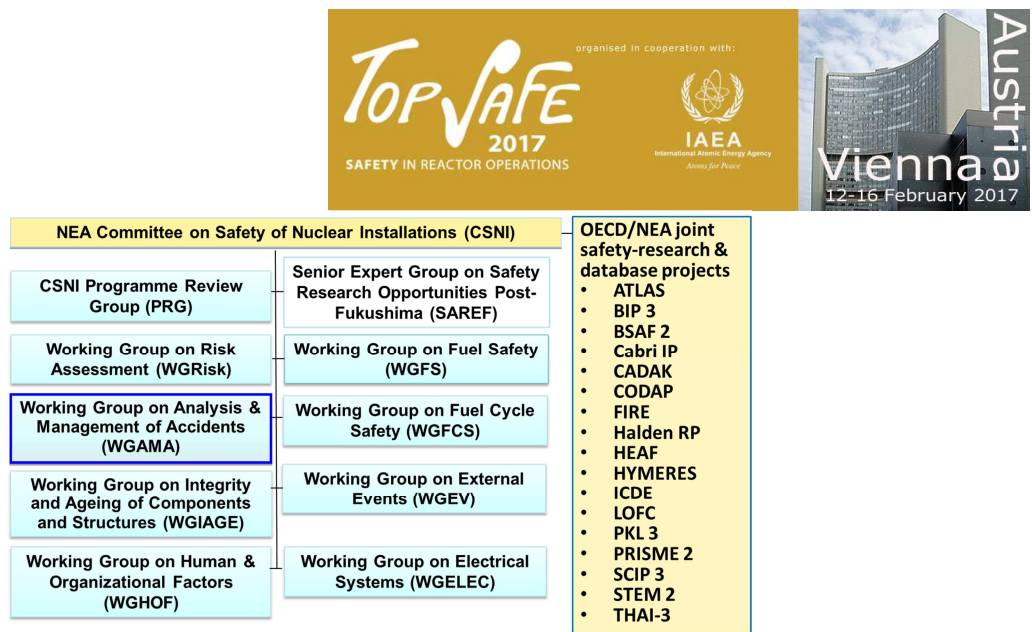 TOP SAFE
2017
SAFETY IN REACTOR OPERATIONS
organised in cooperation with:
IAEA
International Atomic Energy Agency
Atoms for Peace
Austria
Vienna
12-16 February 2017
NEA Committee on Safety of Nuclear Installations (CSNI)
CSNI Programme Review
Group (PRG)
Senior Expert Group on Safety
Research Opportunities Post-
Fukushima (SAREF)
Working Group on Risk
Assessment (WGRisk)
Working Group on Fuel Safety
(WGFS)
Working Group on Analysis &
Management of Accidents
(WGAMA)
Working Group on Fuel Cycle
Safety (WGFCS)
Working Group on Integrity
and Ageing of Components
and Structures (WGIAGE)
Working Group on External
Events (WGEV)
Working Group on Human &
Organizational Factors
(WGHOF)
Working Group on Electrical
Systems (WGELEC)
OECD/NEA joint
safety-research &
database projects
• ATLAS
• BIP 3
• BSAF 2
• Cabri IP
• CADAK
• CODAP
• FIRE
• Halden RP
• HEAF
• HYMERES
• ICDE
• LOFC
• PKL 3
• PRISME 2
• SCIP 3
• STEM 2
• THAI-3